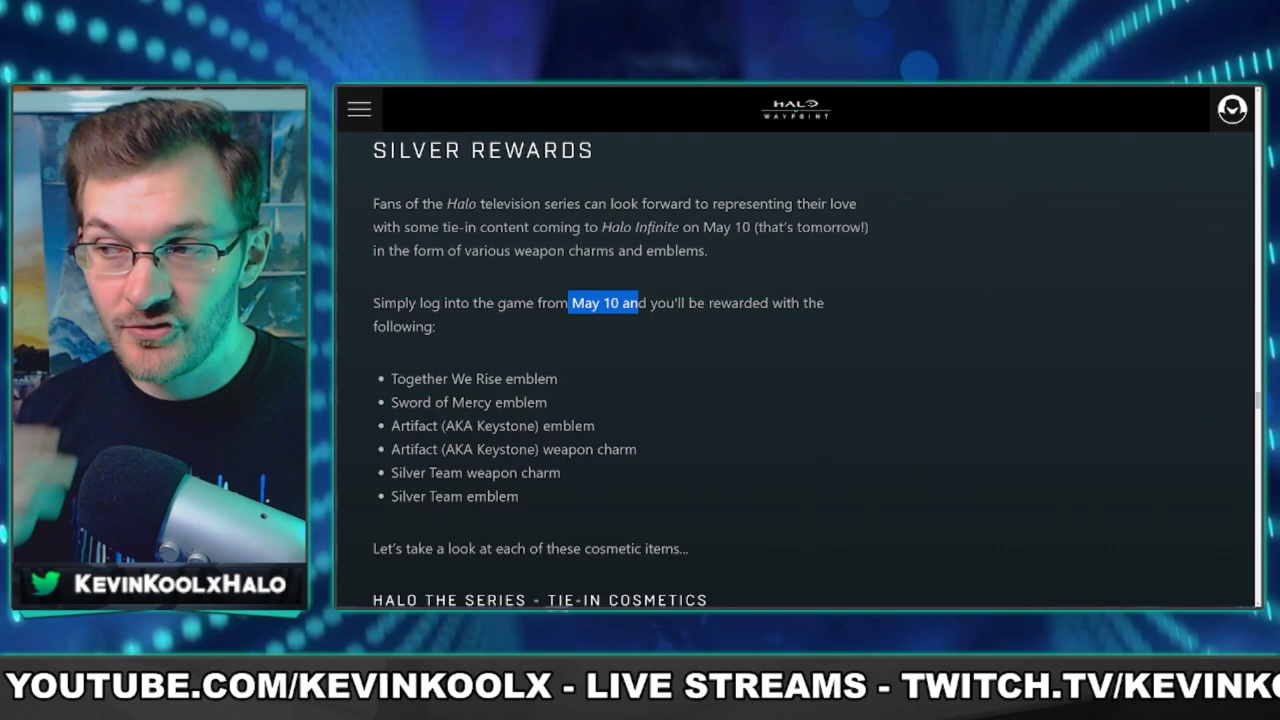 HALO
WAYPOINT
SILVER REWARDS
Fans of the Halo television series can look forward to representing their love
with some tie-in content coming to Halo Infinite on May 10 (that's tomorrow!)
in the form of various weapon charms and emblems.
Simply log into the game from May 10 and you'll be rewarded with the
following:
• Together We Rise emblem
• Sword of Mercy emblem
• Artifact (AKA Keystone) emblem
• Artifact (AKA Keystone) weapon charm
• Silver Team weapon charm
• Silver Team emblem
Let's take a look at each of these cosmetic items...
HALO THE SERIES - TIE-IN COSMETICS
KEVINKOOLXHALO
YOUTUBE.COM/KEVINKOOLX - LIVE STREAMS - TWITCH.TV/KEVINKO